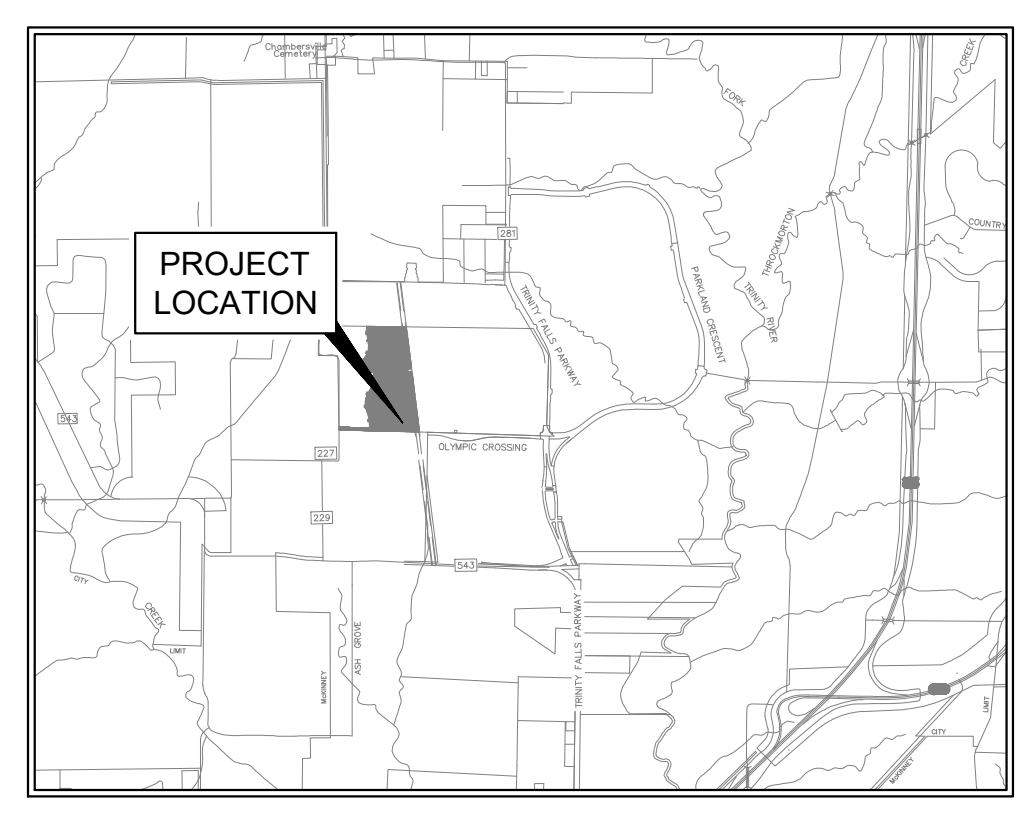 Chambersville
Cemetery
CREEK
FORK
THROCKMORTON
COUNTRY
281
PROJECT
LOCATION
PARKLAND CRESCENT
TRINITY RIVER
TRINITY FALLS PARKWAY
543
OLYMPIC CROSSING
227
229
543
CITY
CREEK
LIMIT
ASH GROVE
McKINNEY
TRINITY FALLS PARKWAY
LIMIT
CITY
McKINNEY